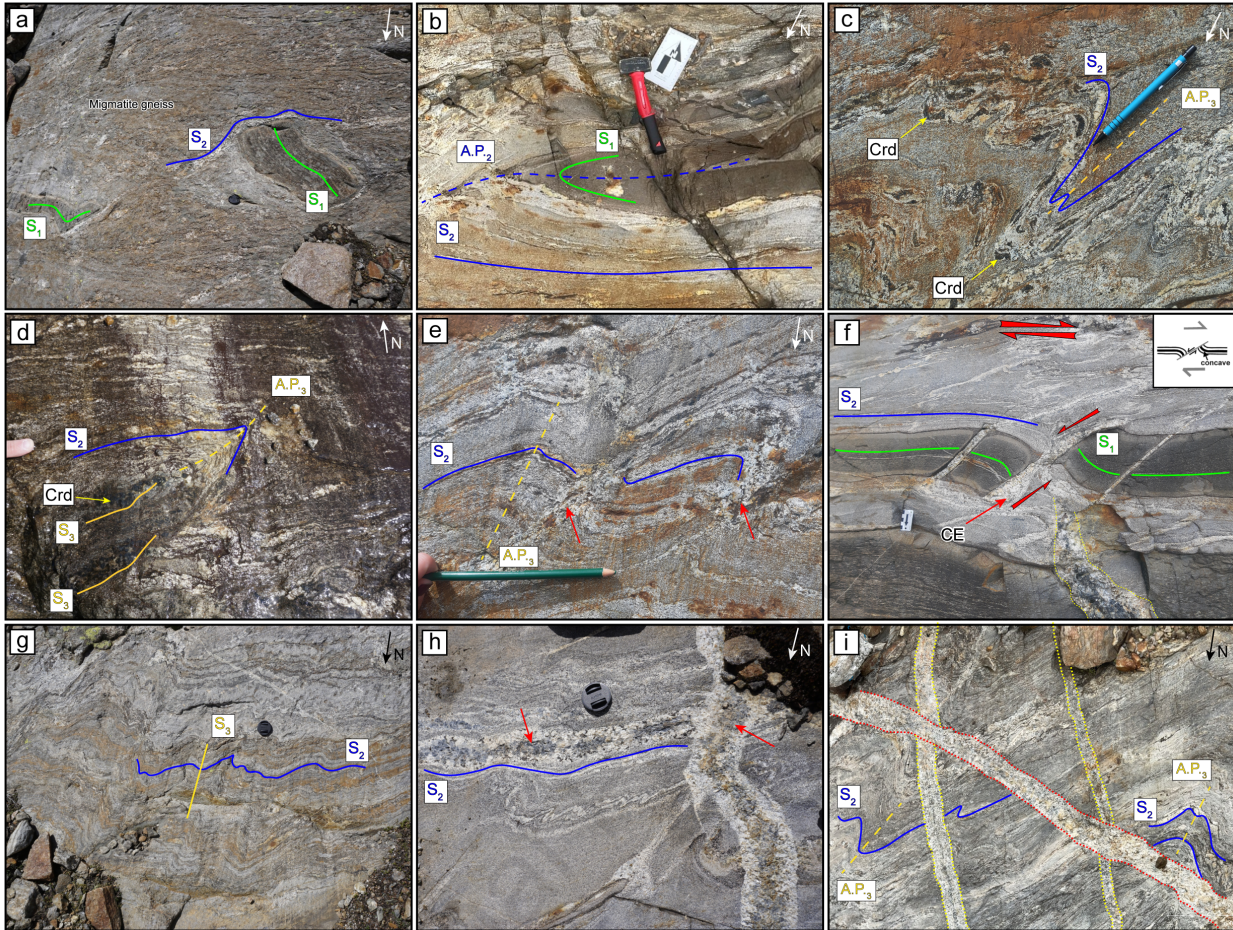 a
N
Migmatite gneiss
S2
S1
S1
b
N
S1
A.P.2
S2
c
N
S2
A.P.3
Crd
Crd
d
N
A.P.3
S2
Crd
S3
S3
e
N
S2
A.P.3
f
concave
S2
S1
CE
g
N
S3
S2
h
N
S2
i
N
A.P.3
S2
S2
A.P.3